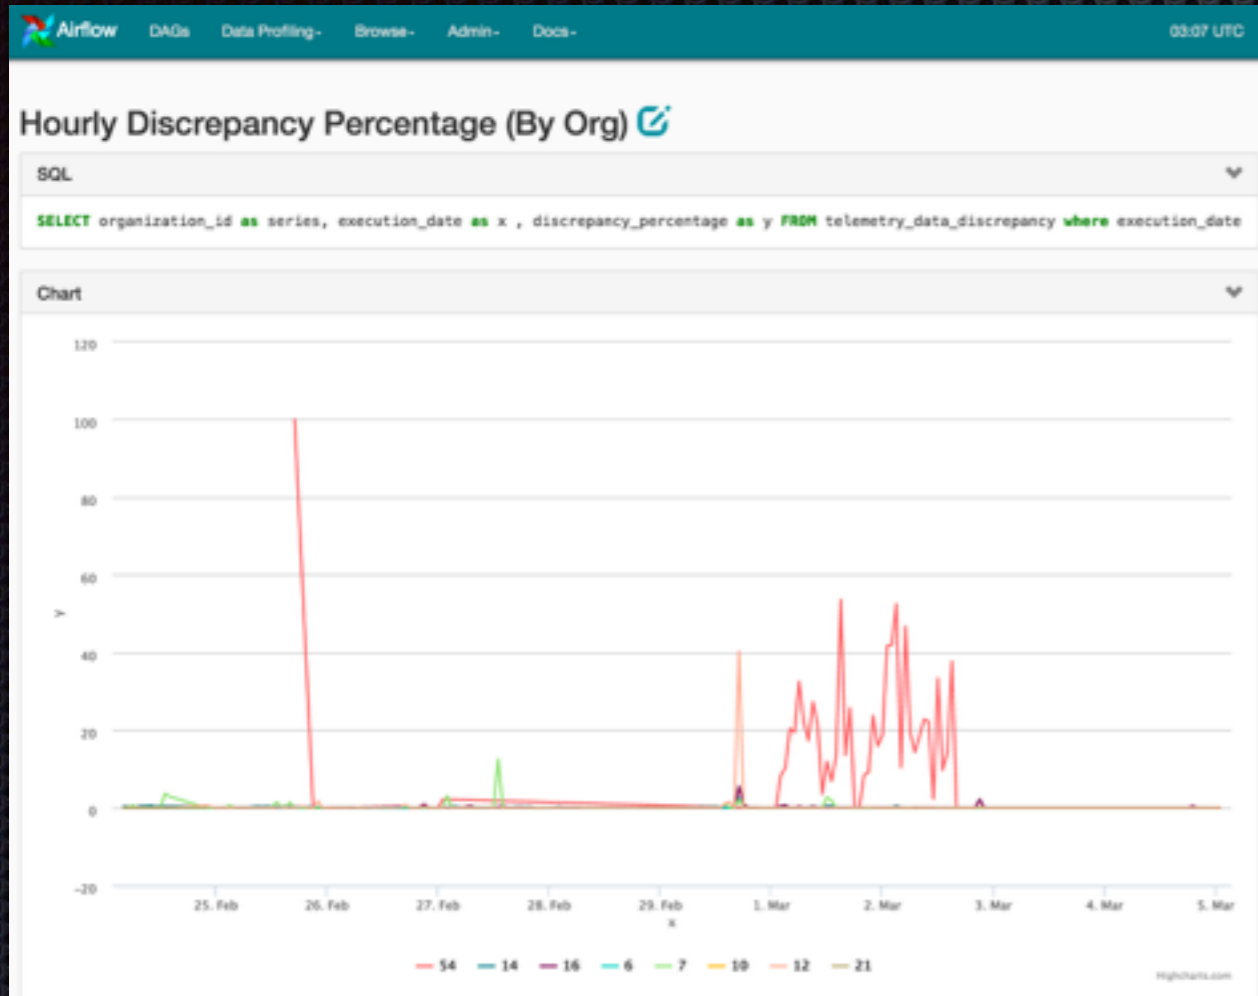 Airflow DAGs Data Profiling- Browse- Admin- Docs- 03:07 UTC
Hourly Discrepancy Percentage (By Org)
SQL
SELECT organization_id as series, execution_date as x , discrepancy_percentage as y FROM telemetry_data_discrepancy where execution_date
Chart
120
100
80
60
y
40
20
0
-20
25. Feb 26. Feb 27. Feb 28. Feb 29. Feb 1. Mar 2. Mar 3. Mar 4. Mar 5. Mar
x
54 14 16 6 7 10 12 21
Highcharts.com